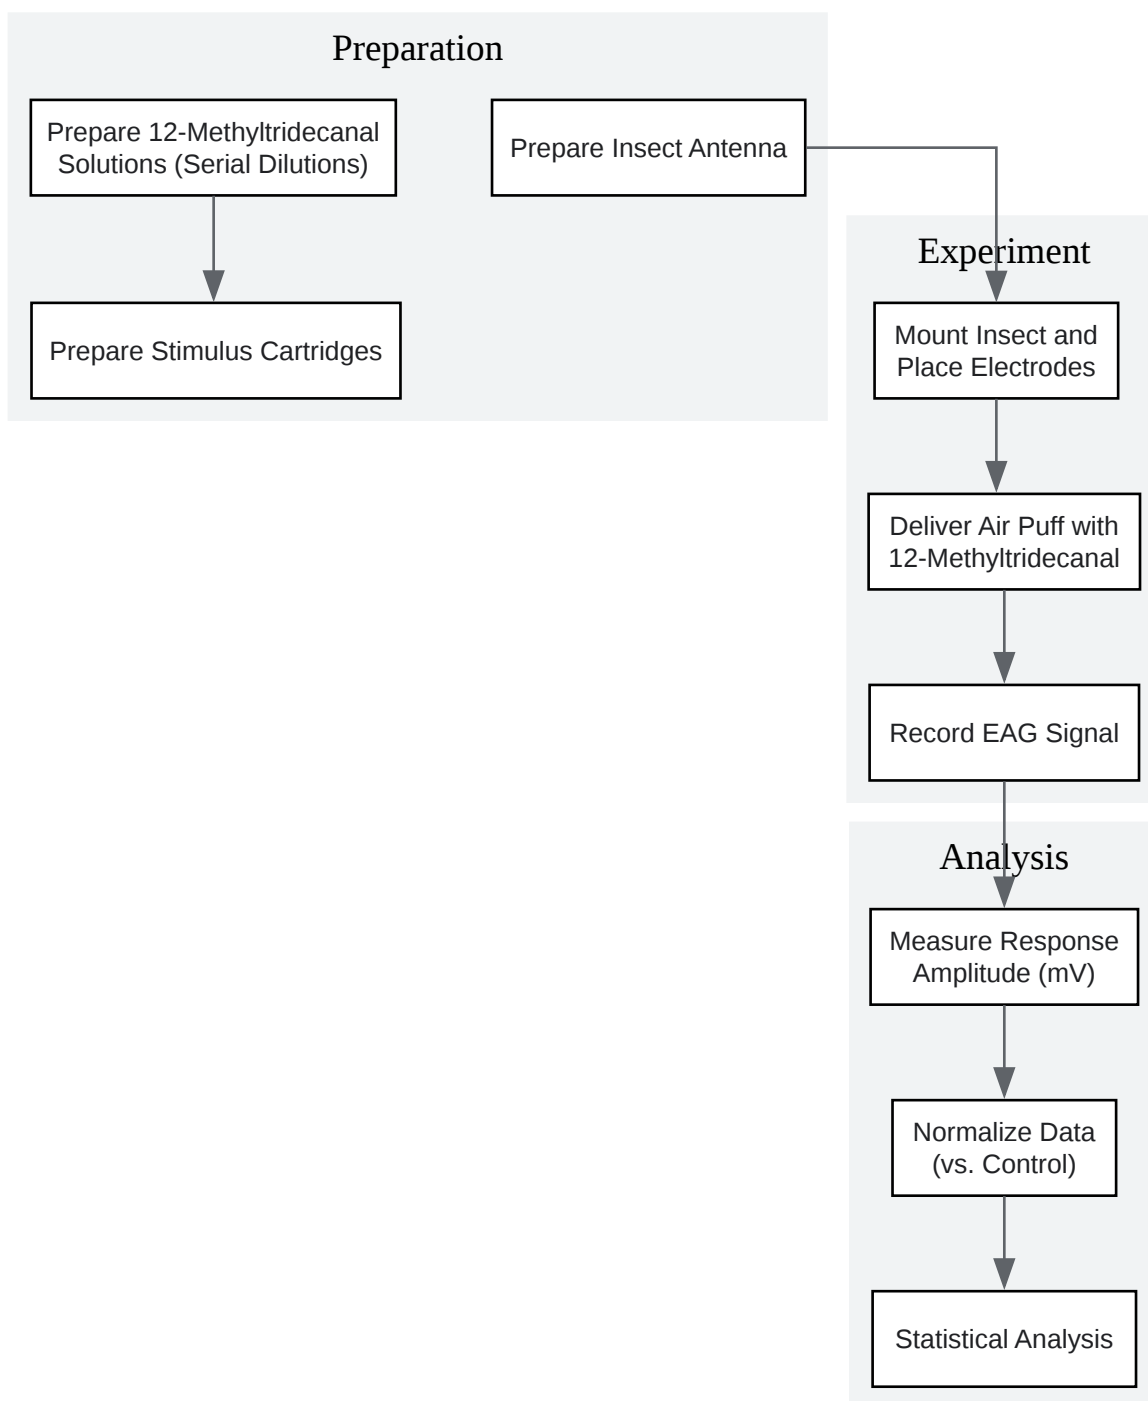 Preparation
Prepare 12-Methyltridecanal
Solutions (Serial Dilutions)
Prepare Insect Antenna
Prepare Stimulus Cartridges
Experiment
Mount Insect and
Place Electrodes
Deliver Air Puff with
12-Methyltridecanal
Record EAG Signal
Analysis
Measure Response
Amplitude (mV)
Normalize Data
(vs. Control)
Statistical Analysis